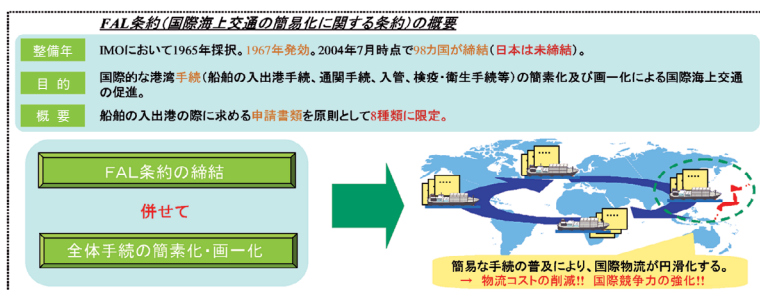 FAL条約(国際海上交通の簡易化に関する条約)の概要
整備年
IMOにおいて1965年採択。1967年発効。2004年7月時点で98カ国が締結(日本は未締結)。
目 的
国際的な港湾手続(船舶の入出港手続、通関手続、入管、検疫・衛生手続等)の簡素化及び画一化による国際海上交通
の促進。
概 要
船舶の入出港の際に求める申請書類を原則として8種類に限定。
FAL条約の締結
併せて
全体手続の簡素化・画一化
簡易な手続の普及により、国際物流が円滑化する。
→ 物流コストの削減!! 国際競争力の強化!!